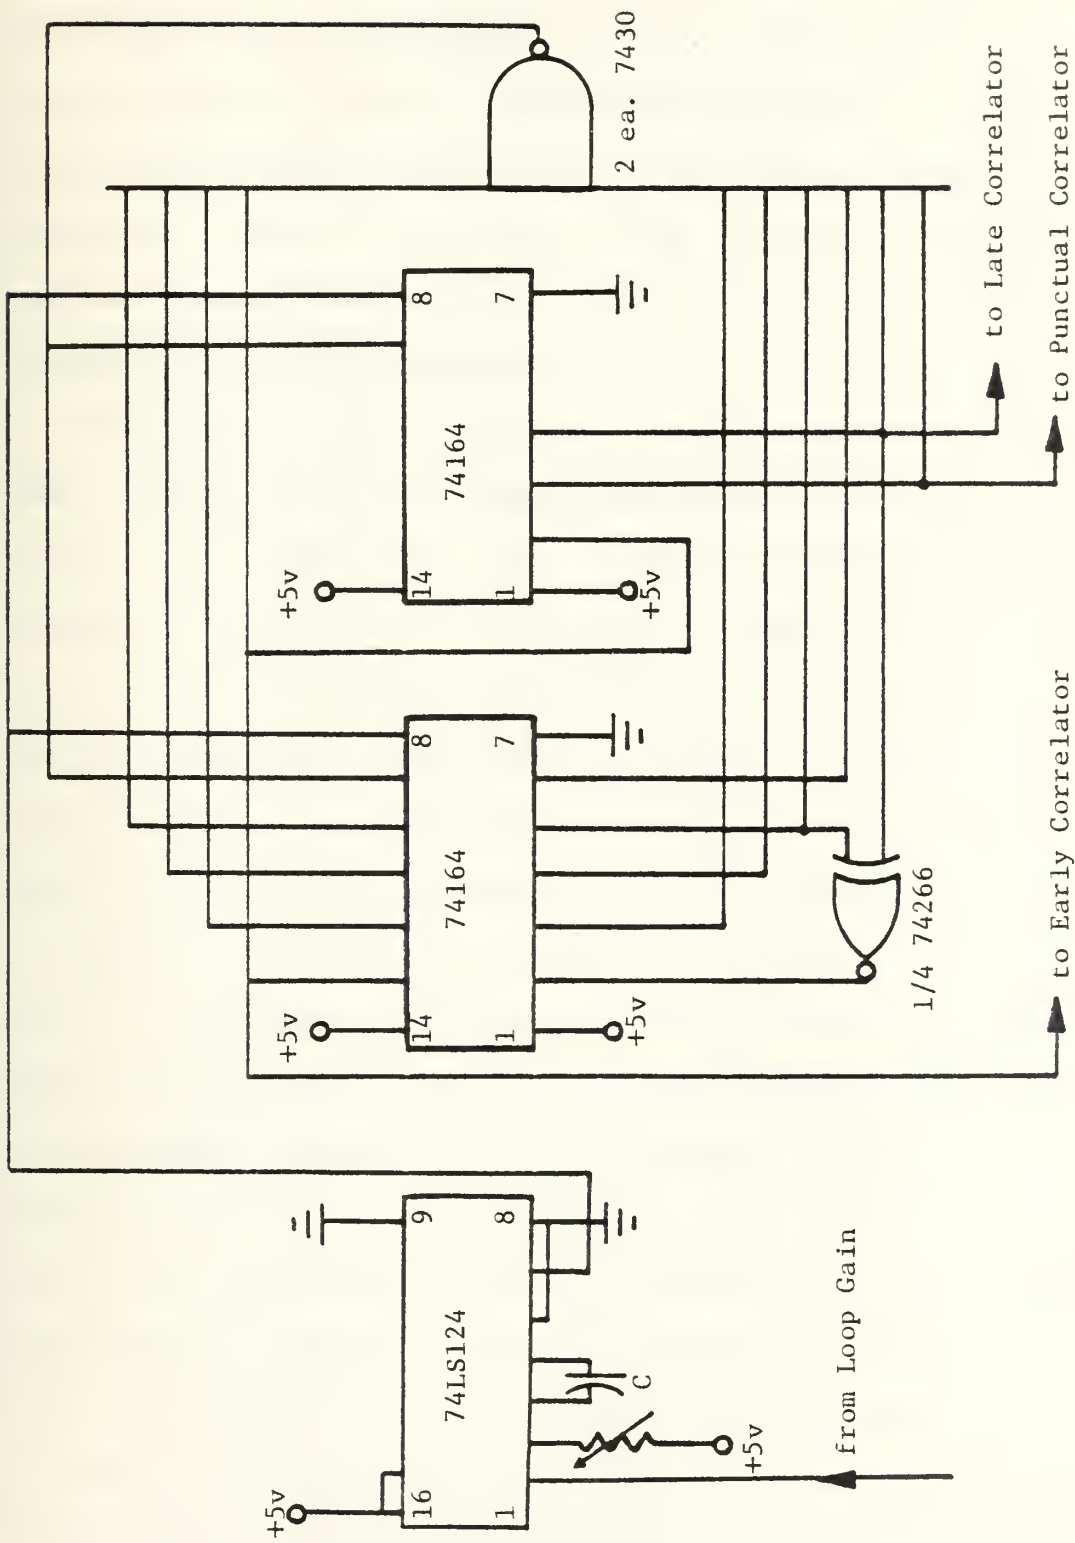 2 ea. 7430
to Late Correlator
to Punctual Correlator
8
7
74164
+5v
14
1
+5v
8
7
74164
+5v
14
1
+5v
1/4 74266
to Early Correlator
9
8
74LS124
C
+5v
16
1
+5v
from Loop Gain